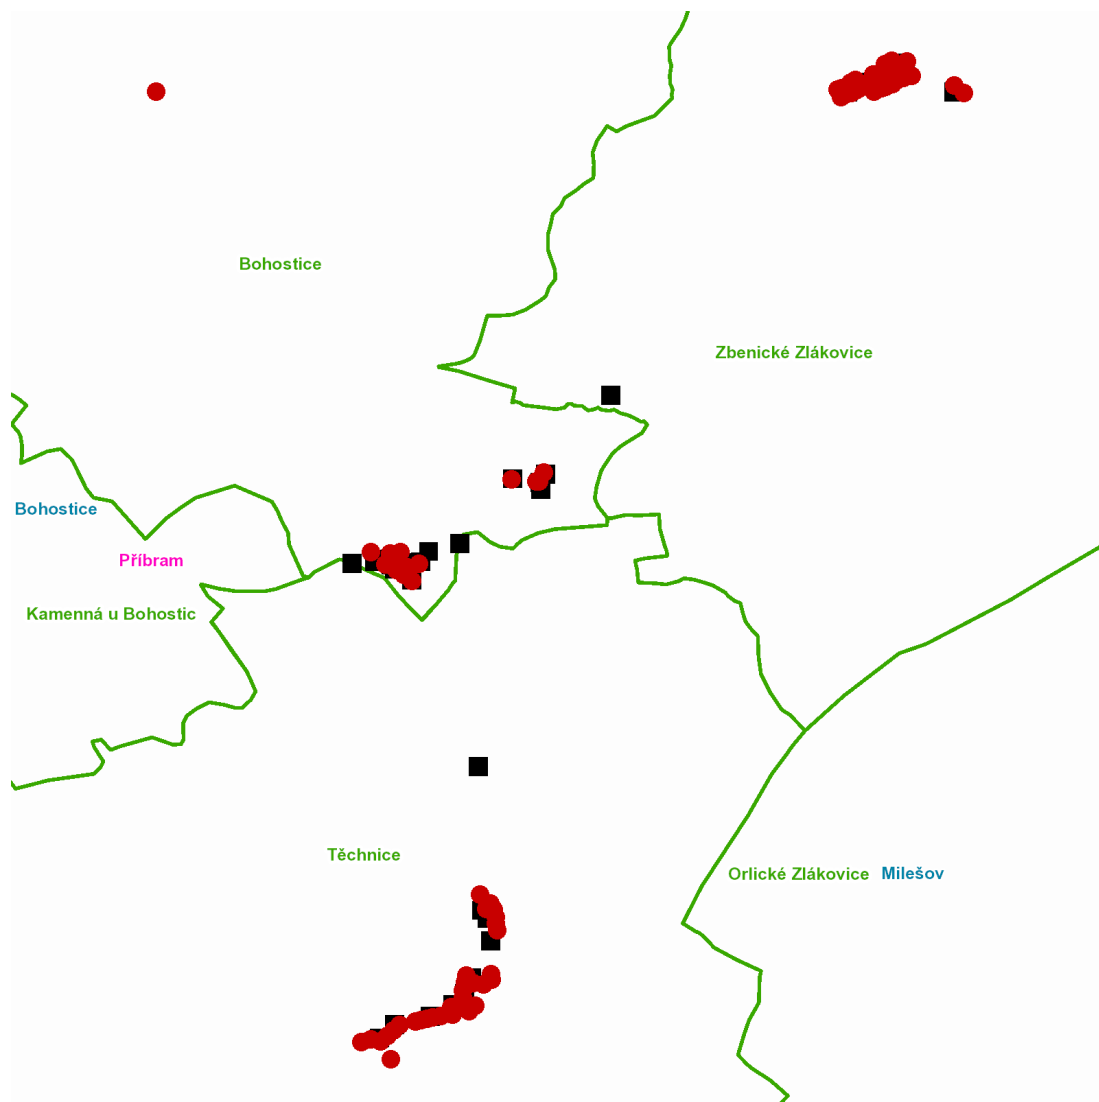 Bohostice
Zbenické Zlákovice
Bohostice
Příbram
Kamenná u Bohostic
Těchnice
Orlické Zlákovice Milešov